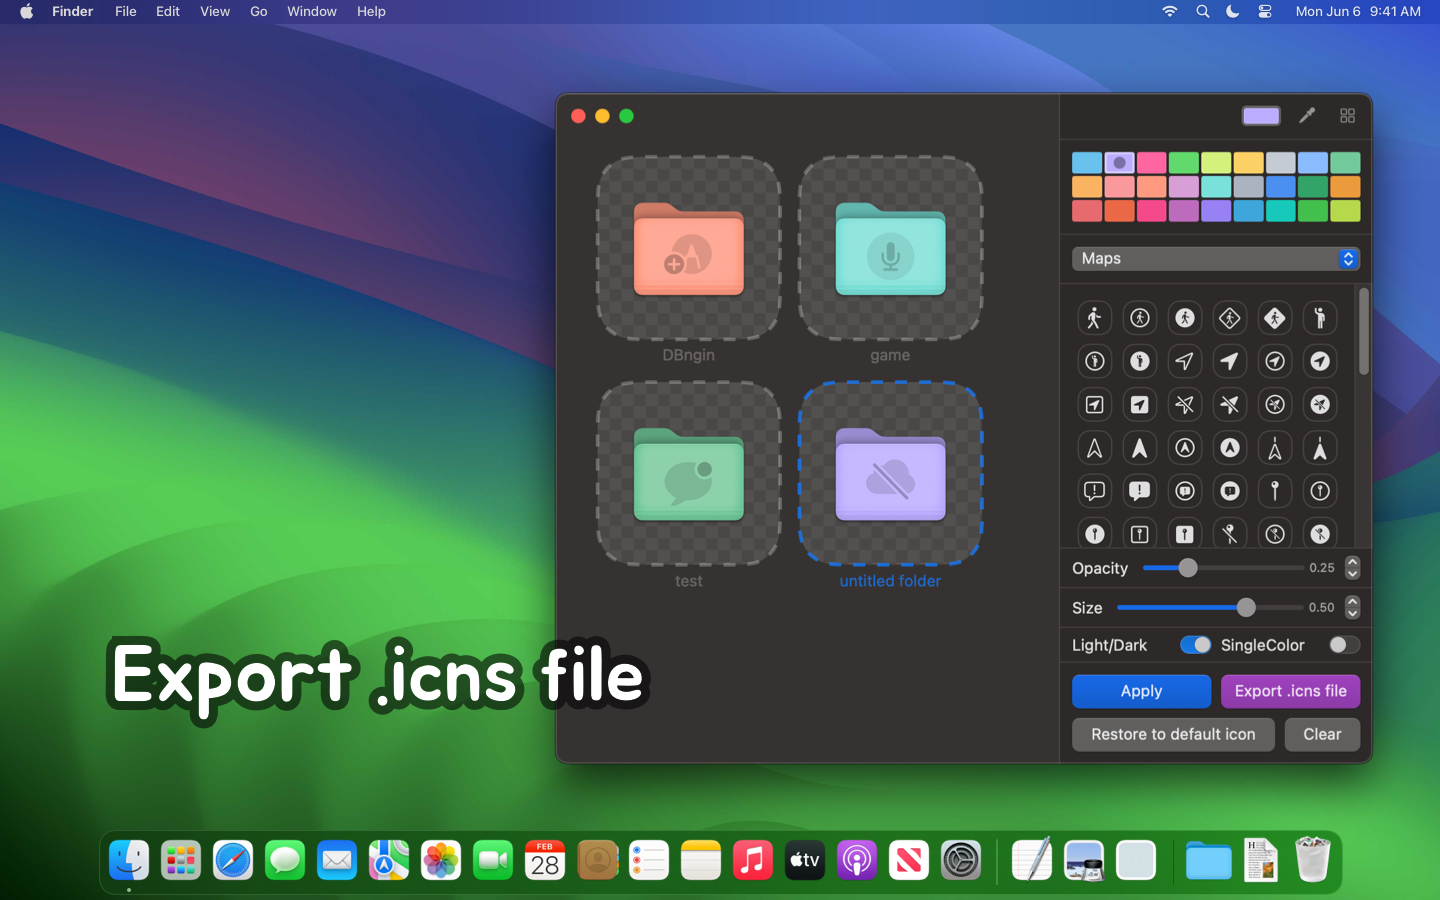 Finder File Edit View Go Window Help
Mon Jun 6 9:41 AM
DBngin
game
test
untitled folder
Maps
Opacity
0.25
Size
0.50
Light/Dark
SingleColor
Apply
Export .icns file
Restore to default icon
Clear
Export .icns file
FEB
28
tv